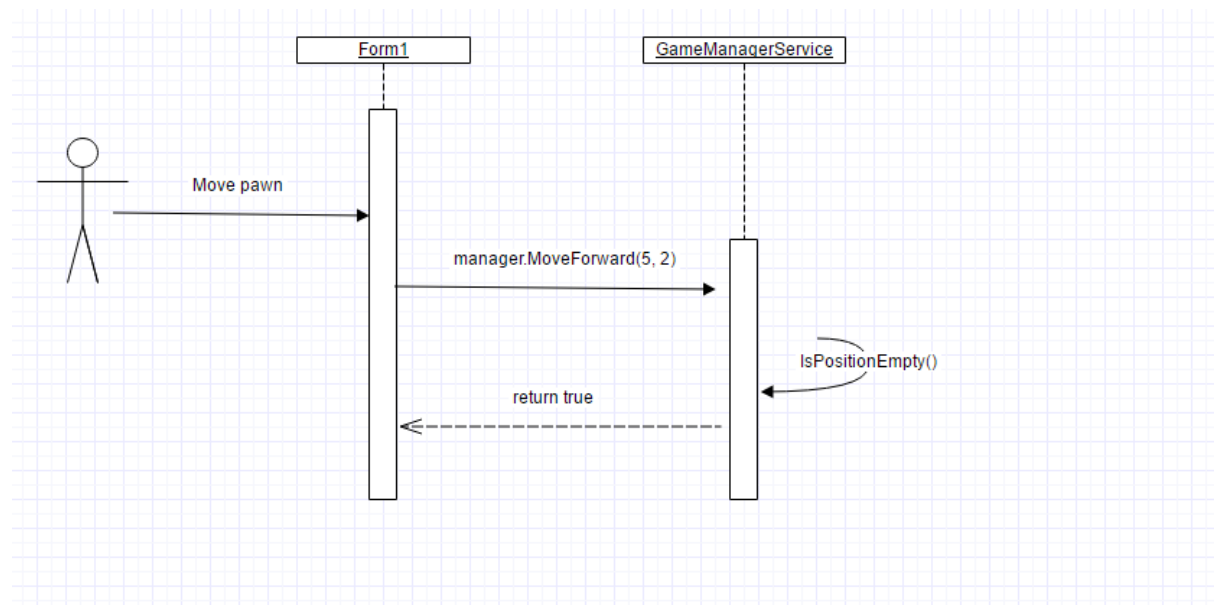 Form1
GameManagerService
Move pawn
manager.MoveForward(5, 2)
IsPositionEmpty()
return true